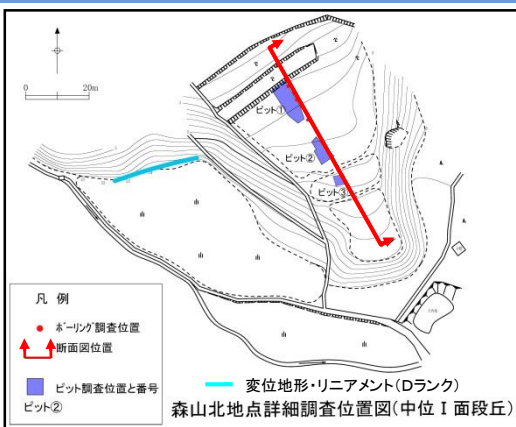 0 20m
ピット①
ピット②
ピット③
凡 例
ボーリング調査位置
断面図位置
ピット調査位置と番号
ピット②
変位地形・リニアメント(Dランク)
森山北地点詳細調査位置図(中位Ⅰ面段丘)